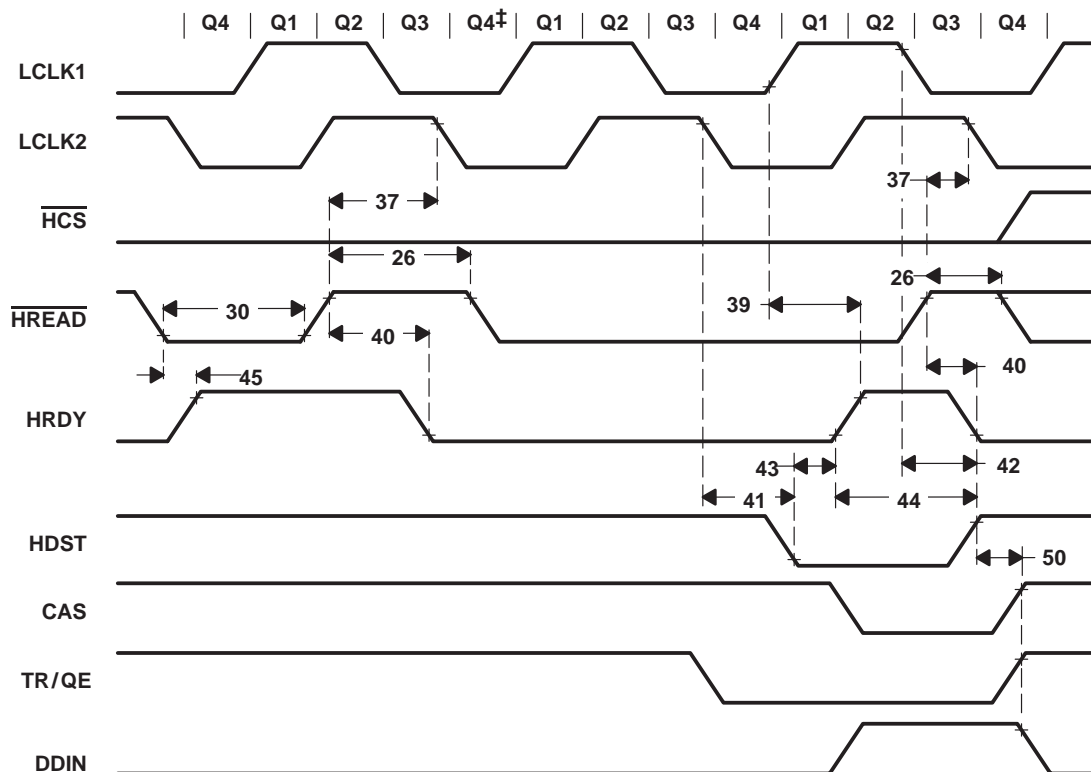 Q4 Q1 Q2 Q3 Q4‡ Q1 Q2 Q3 Q4 Q1 Q2 Q3 Q4
LCLK1
LCLK2
37
37
HCS
26
26
HREAD
30
39
40
40
45
HRDY
43
42
41
44
HDST
50
CAS
TR/QE
DDIN